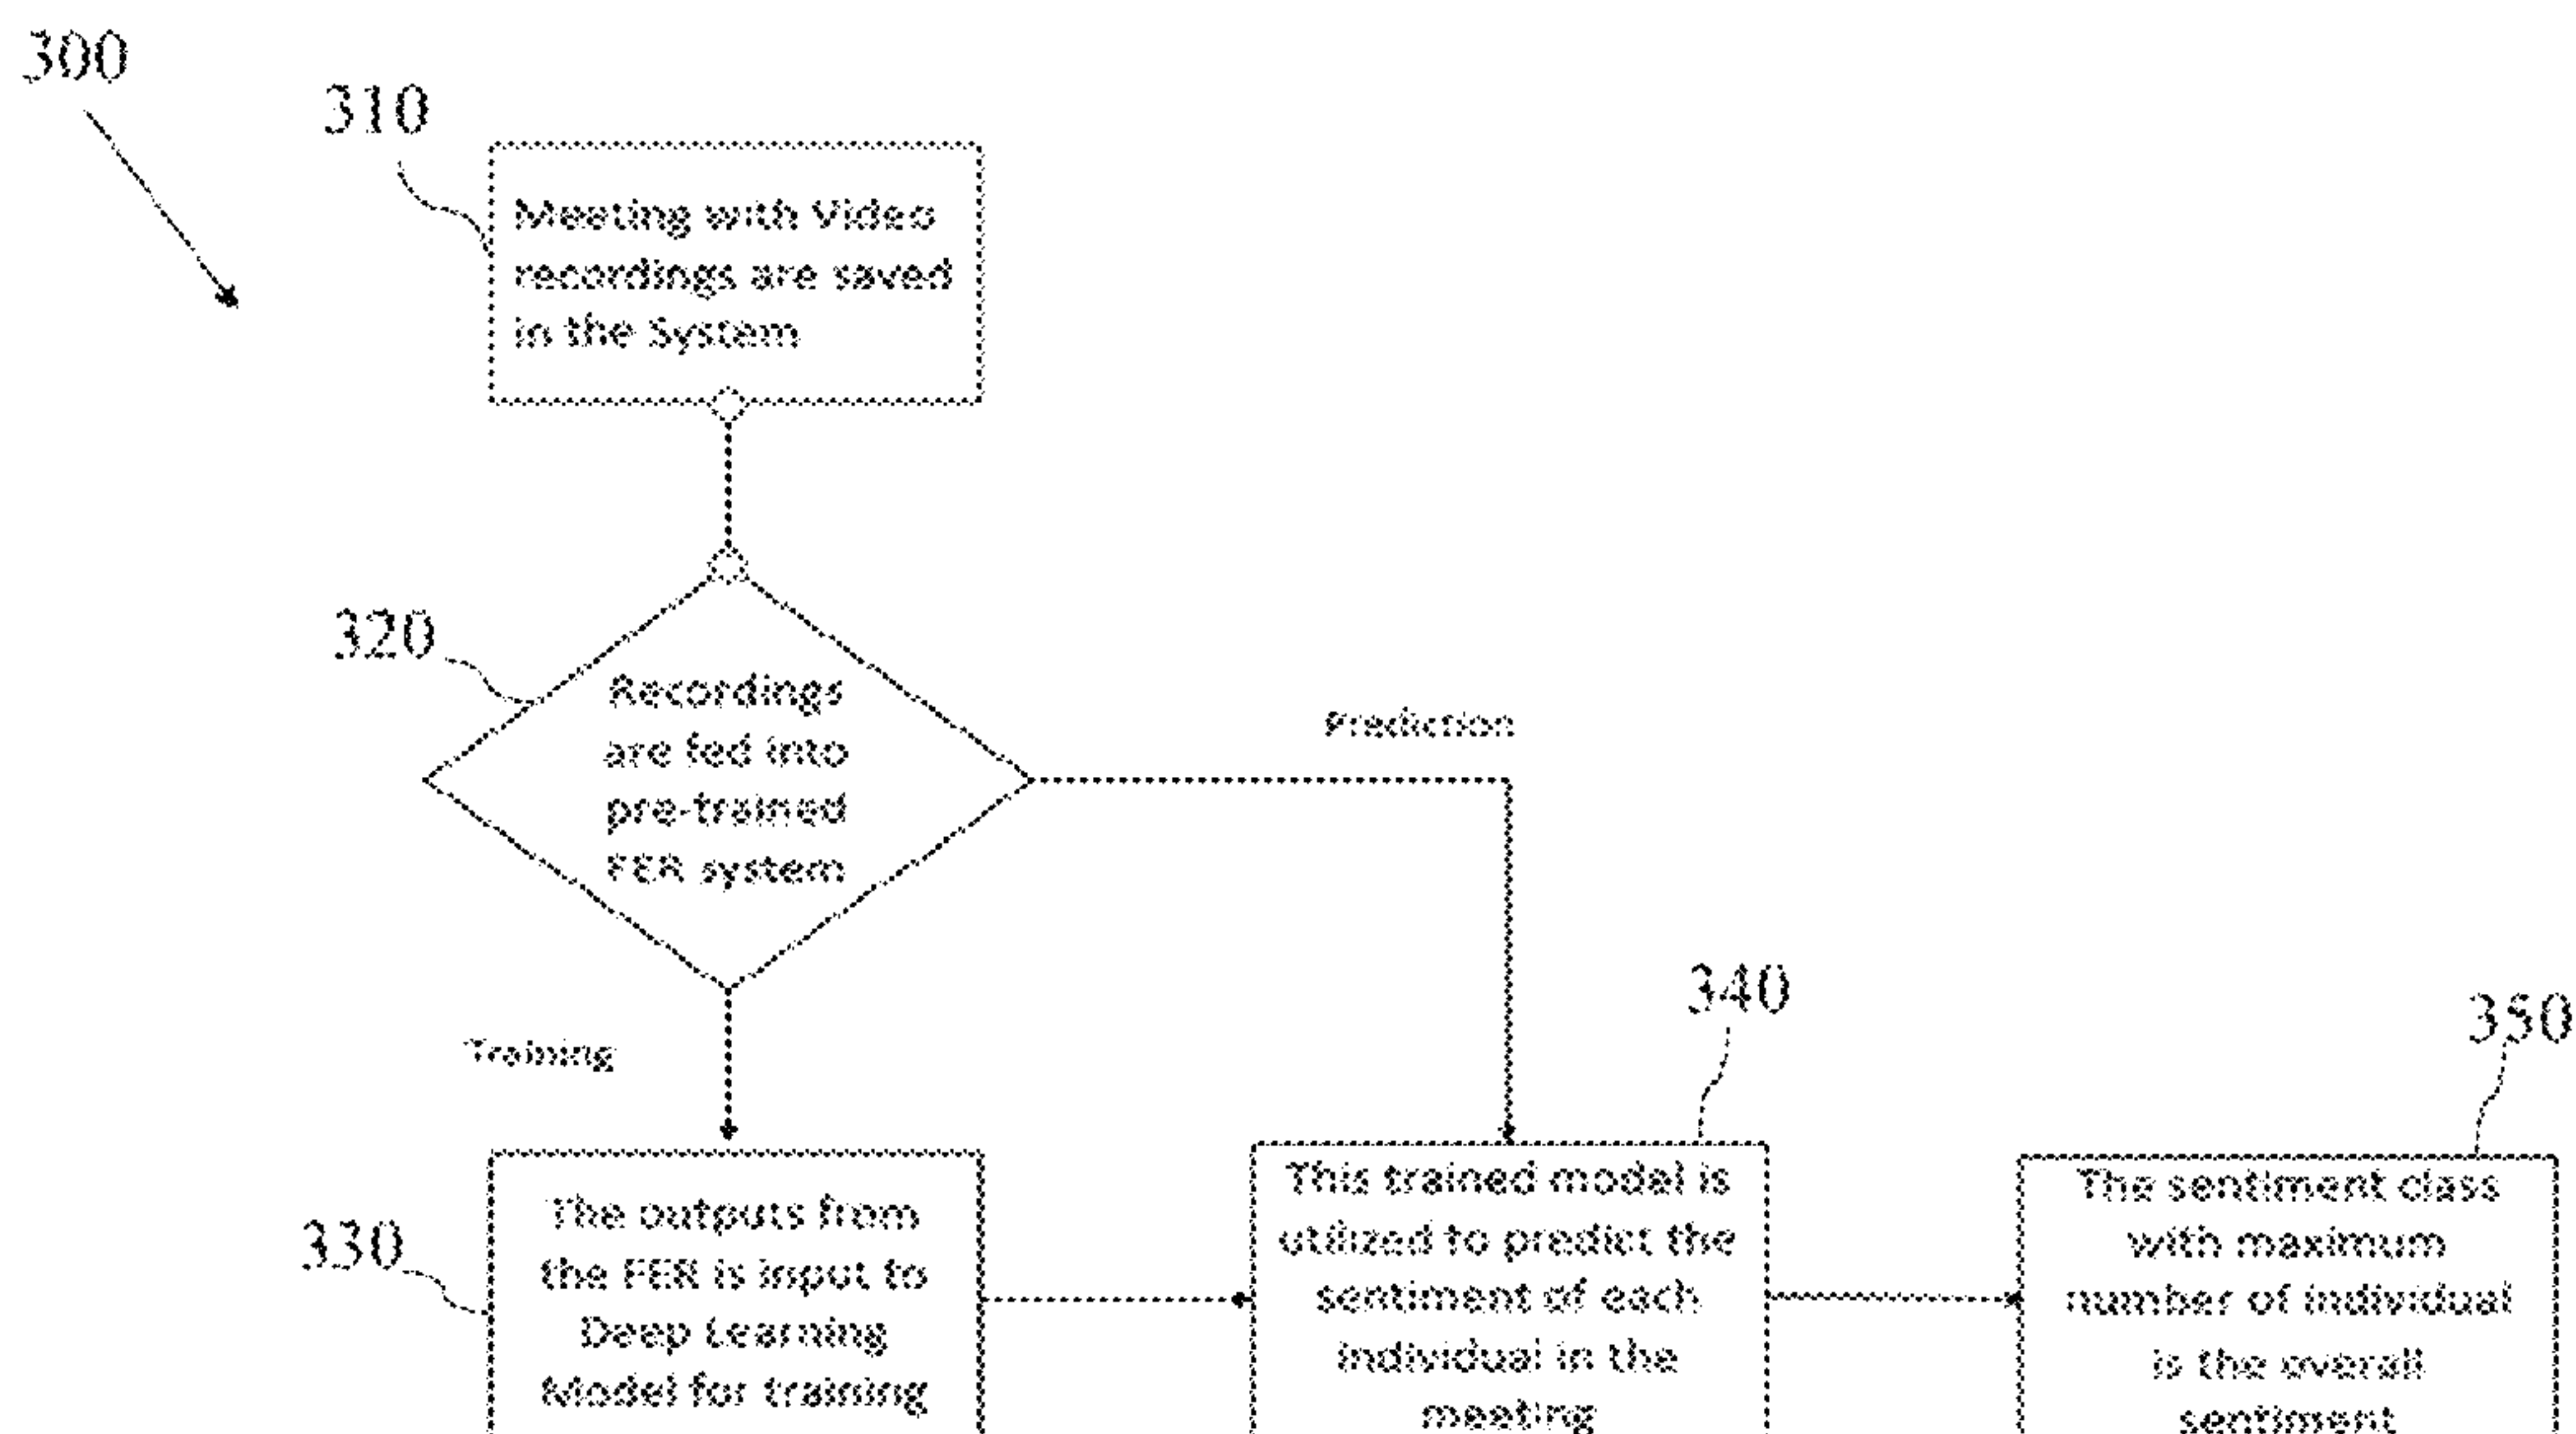 300
310
Meeting with Video
recordings are saved
in the System
320
Recordings
are fed into
pre-trained
FER system
Prediction
Training
330
The outputs from
the FER is input to
Deep Learning
Model for training
340
This trained model is
utilized to predict the
sentiment of each
individual in the
meeting
350
The sentiment class
with maximum
number of individual
is the overall
sentiment